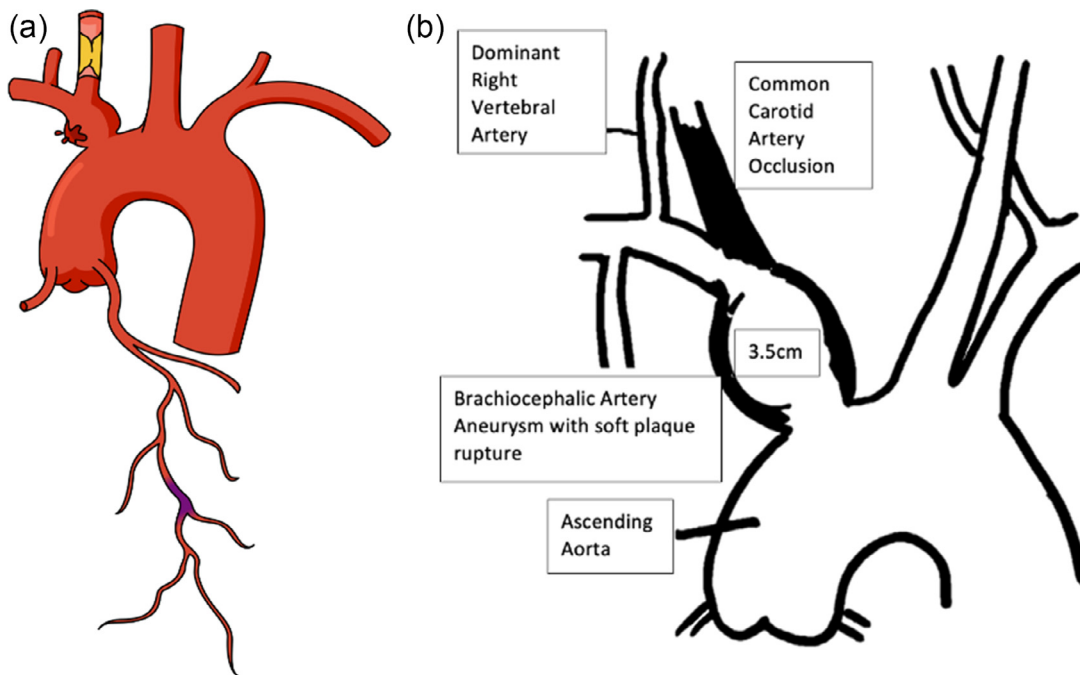 (a)
(b)
Dominant
Right
Vertebral
Artery
Common
Carotid
Artery
Occlusion
3.5cm
Brachiocephalic Artery
Aneurysm with soft plaque
rupture
Ascending
Aorta